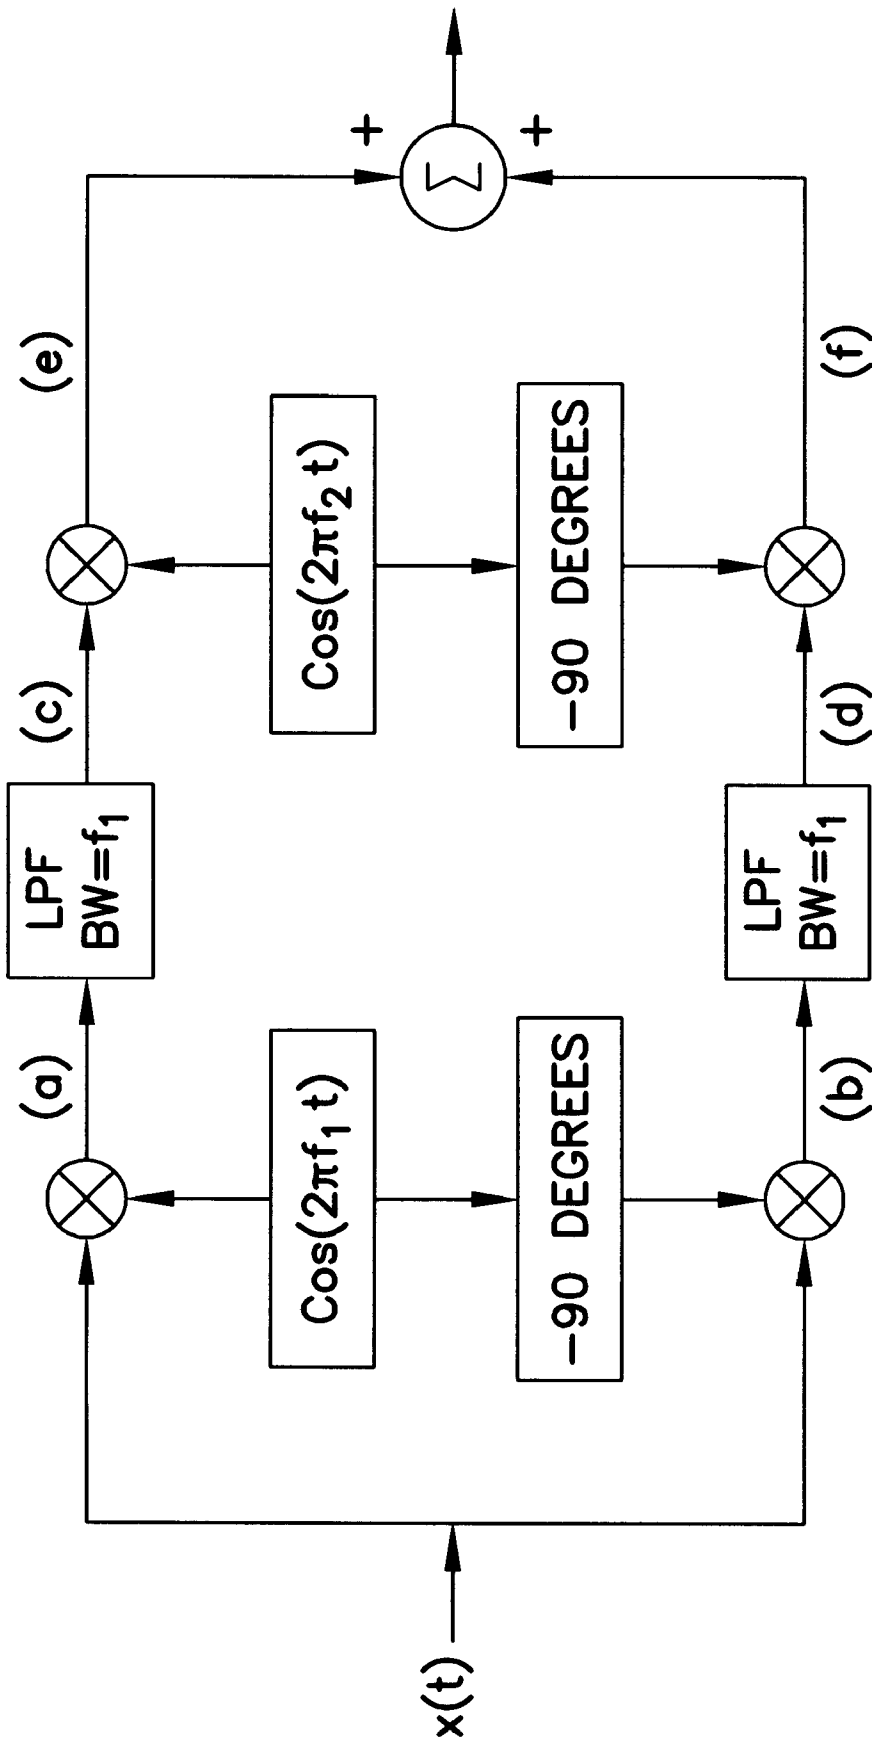 x(t)
(a)
LPF
BW=f1
(c)
(e)
Cos(2πf1 t)
Cos(2πf2 t)
+
Σ
+
-90 DEGREES
-90 DEGREES
(b)
LPF
BW=f1
(d)
(f)